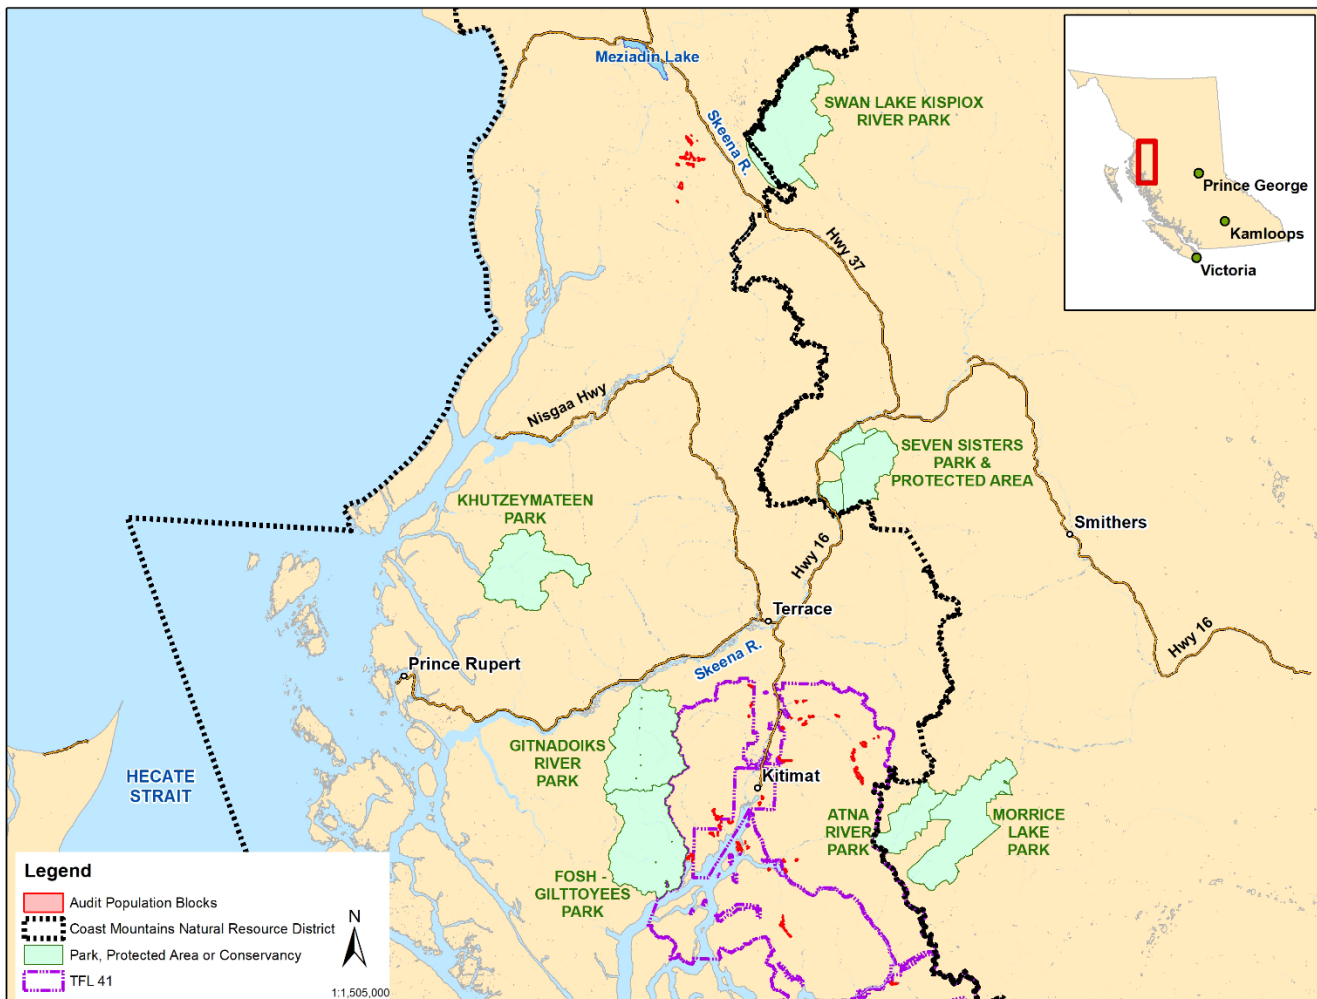 Meziadin Lake
Skeena R.
SWAN LAKE KISPIOX
RIVER PARK
Prince George
Kamloops
Victoria
Hwy 37
Nisgaa Hwy
SEVEN SISTERS
PARK &
PROTECTED AREA
KHUTZEYMATEEN
PARK
Smithers
Hwy 16
Terrace
Hwy 16
Skeena R.
Prince Rupert
GITNADOIKS
RIVER
PARK
Kitimat
HECATE
STRAIT
ATNA
RIVER
PARK
MORRICE
LAKE
PARK
FOSH -
GILTTOYEES
PARK
Legend
Audit Population Blocks
Coast Mountains Natural Resource District
Park, Protected Area or Conservancy
TFL 41
N
1:1,505,000